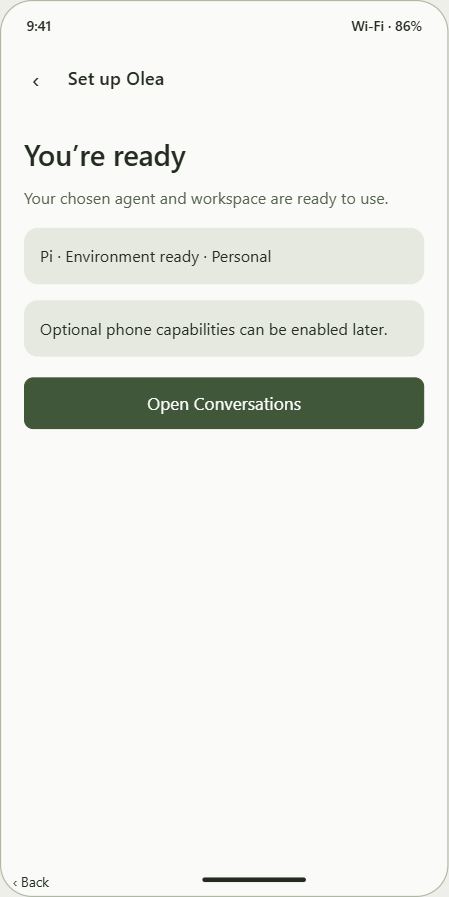 9:41
Wi-Fi · 86%
‹ Set up Olea
You’re ready
Your chosen agent and workspace are ready to use.
Pi · Environment ready · Personal
Optional phone capabilities can be enabled later.
Open Conversations
‹ Back